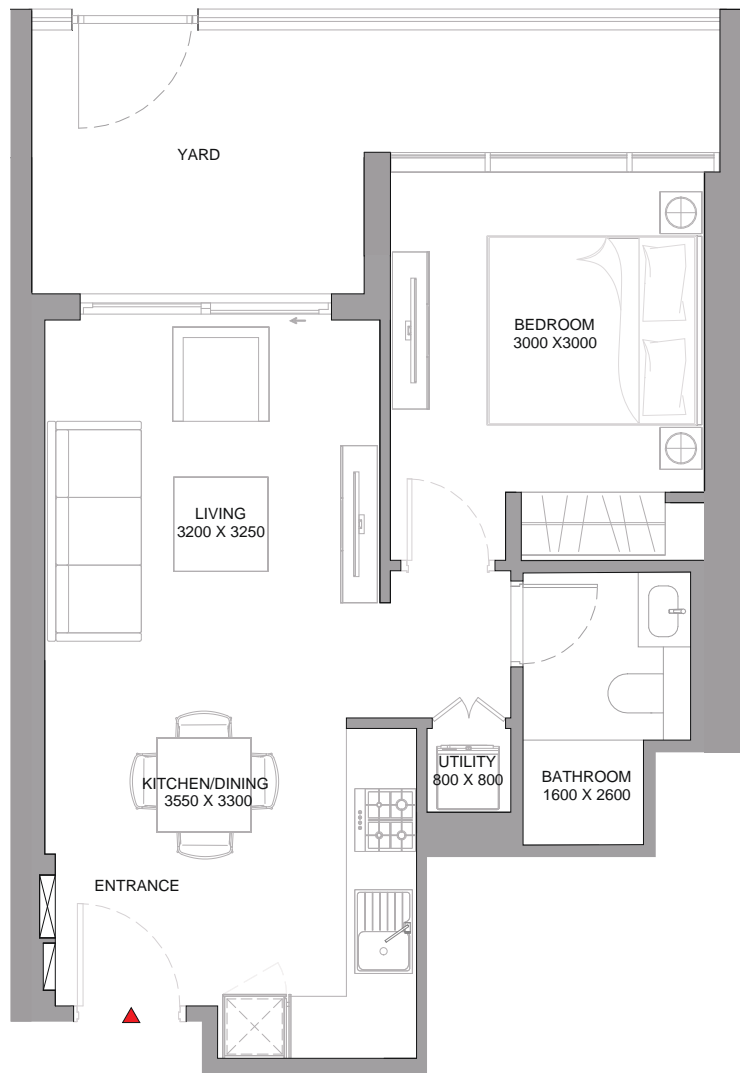 YARD
BEDROOM
3000 X3000
LIVING
3200 X 3250
UTILITY
800 X 800
BATHROOM
1600 X 2600
KITCHEN/DINING
3550 X 3300
ENTRANCE